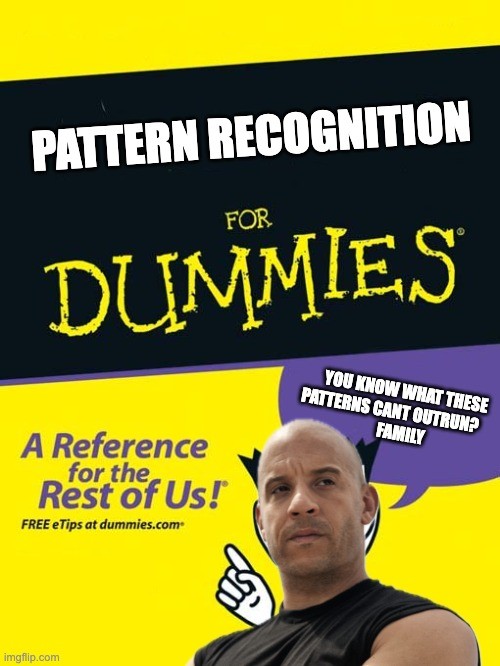 PATTERN RECOGNITION
FOR
DUMMIES®
YOU KNOW WHAT THESE
PATTERNS CANT OUTRUN?
FAMILY
A Reference
for the
Rest of Us!®
FREE eTips at dummies.com®
imgflip.com